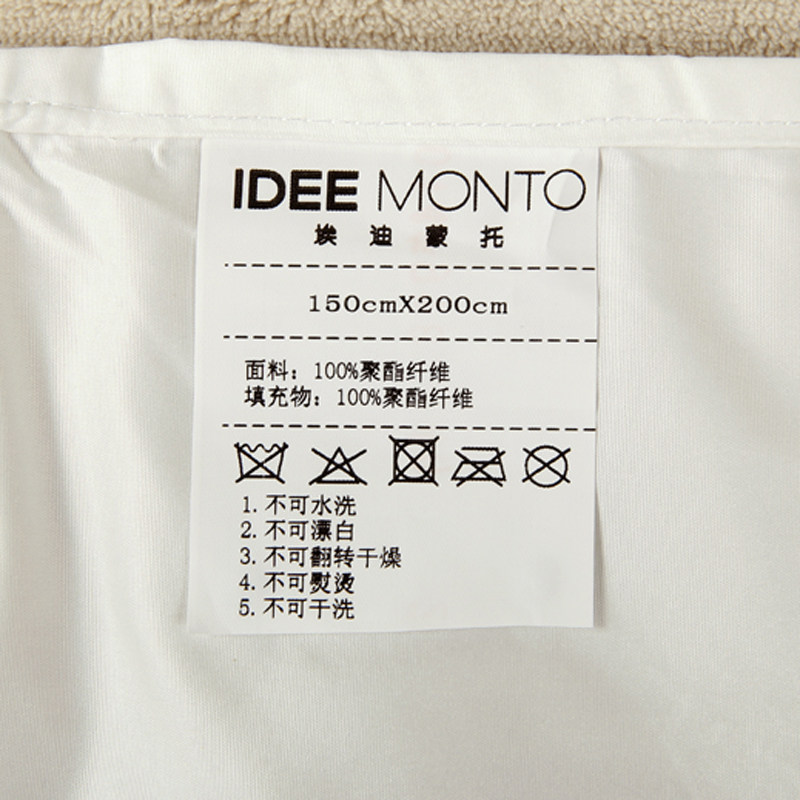 IDEE MONTO
埃迪蒙托
150cmX200cm
面料：100%聚酯纤维
填充物：100%聚酯纤维
1.不可水洗
2.不可漂白
3.不可翻转干燥
4.不可熨烫
5.不可干洗